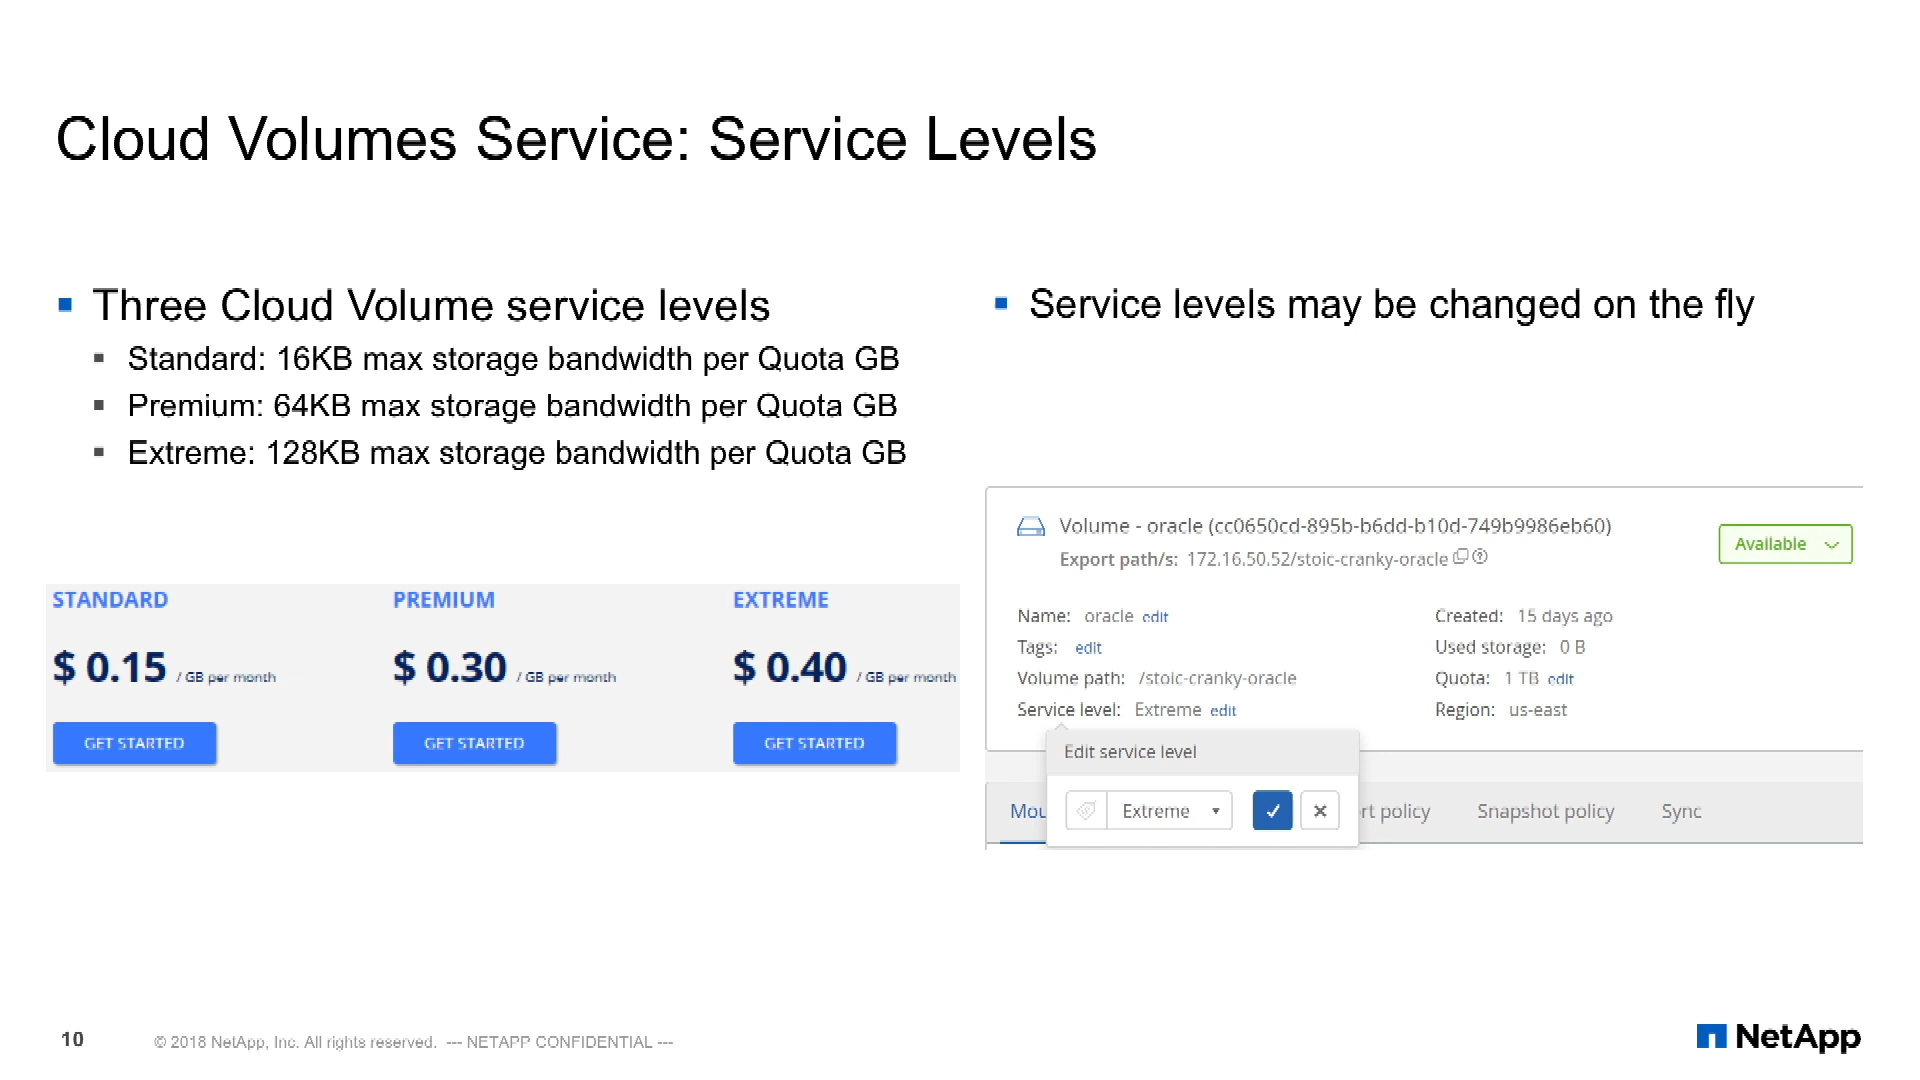 Cloud Volumes Service: Service Levels
Three Cloud Volume service levels
Standard: 16KB max storage bandwidth per Quota GB
Premium: 64KB max storage bandwidth per Quota GB
Extreme: 128KB max storage bandwidth per Quota GB
STANDARD PREMIUM EXTREME
$ 0.15 / GB per month $ 0.30 / GB per month $ 0.40 / GB per month
GET STARTED GET STARTED GET STARTED
Service levels may be changed on the fly
Volume - oracle (cc0650cd-895b-b6dd-b10d-749b9986eb60)
Available
Export path/s: 172.16.50.52/stoic-cranky-oracle
Name: oracle edit Created: 15 days ago
Tags: edit Used storage: 0 B
Volume path: /stoic-cranky-oracle Quota: 1 TB edit
Service level: Extreme edit Region: us-east
Edit service level
Mou Extreme rt policy Snapshot policy Sync
10 © 2018 NetApp, Inc. All rights reserved. --- NETAPP CONFIDENTIAL --- NetApp